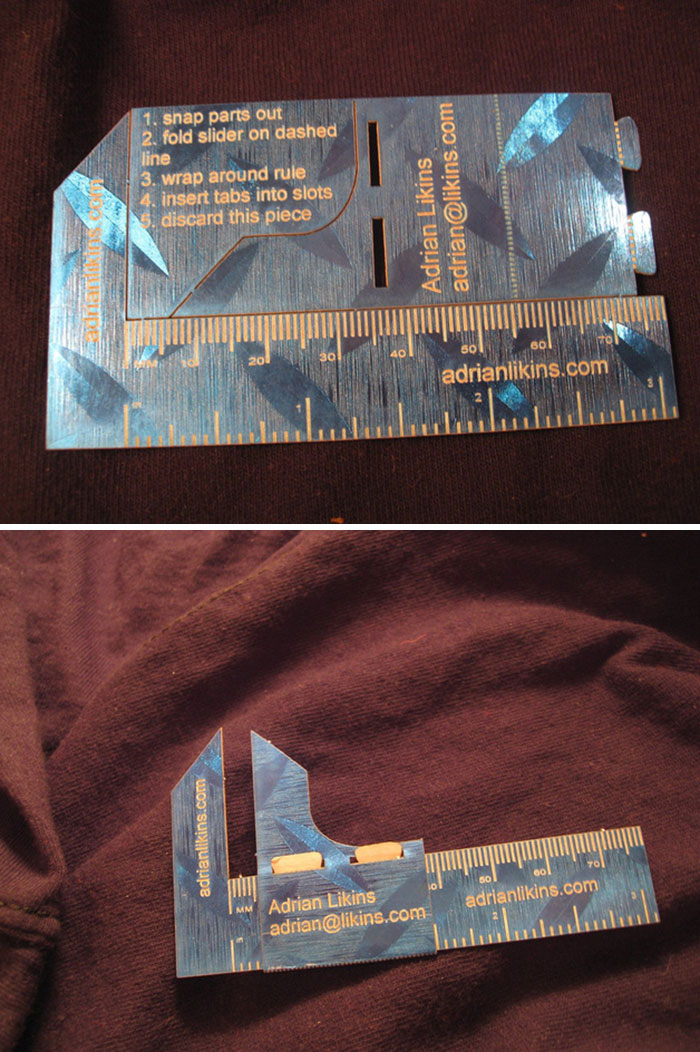 1. snap parts out
2. fold slider on dashed
line
3. wrap around rule
4. insert tabs into slots
5. discard this piece
adrianlikins.com
Adrian Likins
adrian@likins.com
MM 10 20 30 40 50 60 70
adrianlikins.com
1 2 3
adrianlikins.com
MM 50 60 70
Adrian Likins
adrian@likins.com
adrianlikins.com
2 3